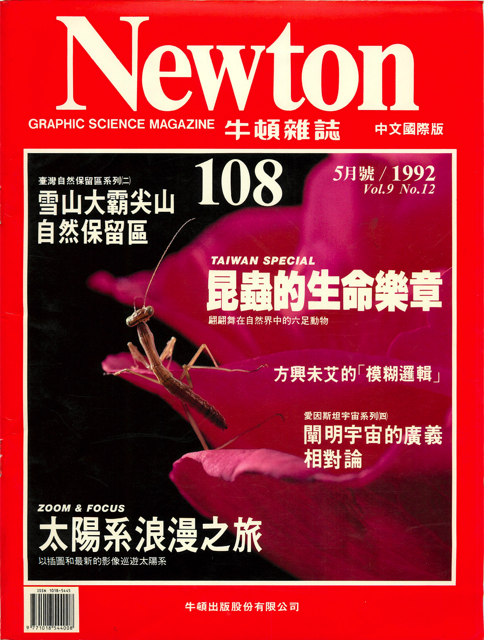 Newton
GRAPHIC SCIENCE MAGAZINE 牛頓雜誌 中文國際版
108
5月號 / 1992
Vol.9 No.12
臺灣自然保留區系列㈡
雪山大霸尖山
自然保留區
TAIWAN SPECIAL
昆蟲的生命樂章
翩翩舞在自然界中的六足動物
方興未艾的「模糊邏輯」
愛因斯坦宇宙系列㈣
闡明宇宙的廣義
相對論
ZOOM & FOCUS
太陽系浪漫之旅
以插圖和最新的影像巡遊太陽系
ISSN 1018-5445
9 771018 544008
牛頓出版股份有限公司